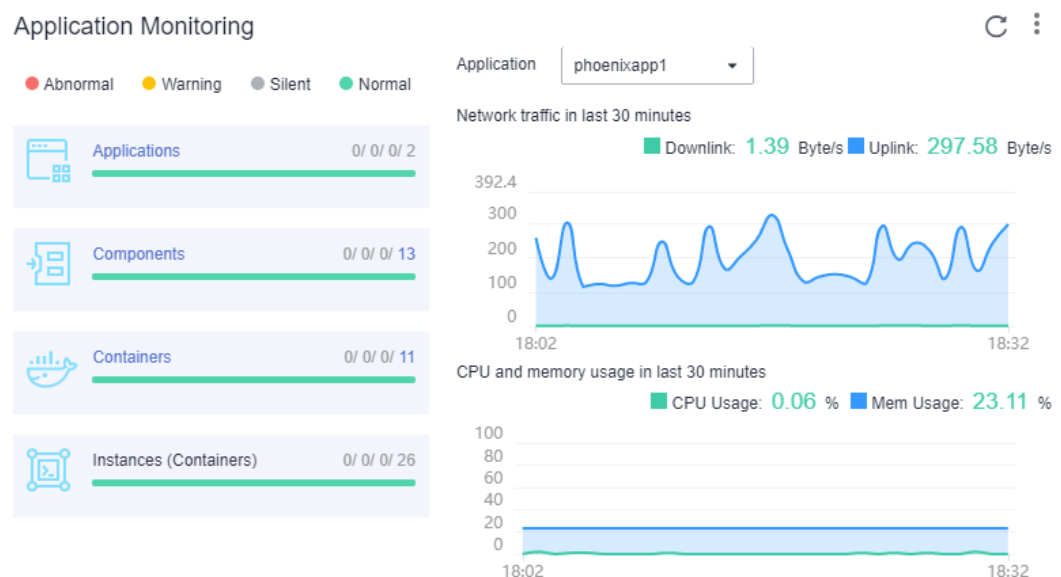 Application Monitoring
Abnormal Warning Silent Normal
Applications 0/ 0/ 0/ 2
Components 0/ 0/ 0/ 13
Containers 0/ 0/ 0/ 11
Instances (Containers) 0/ 0/ 0/ 26
Application phoenixapp1
Network traffic in last 30 minutes
Downlink: 1.39 Byte/s Uplink: 297.58 Byte/s
392.4
300
200
100
0
18:02 18:32
CPU and memory usage in last 30 minutes
CPU Usage: 0.06 % Mem Usage: 23.11 %
100
80
60
40
20
0
18:02 18:32